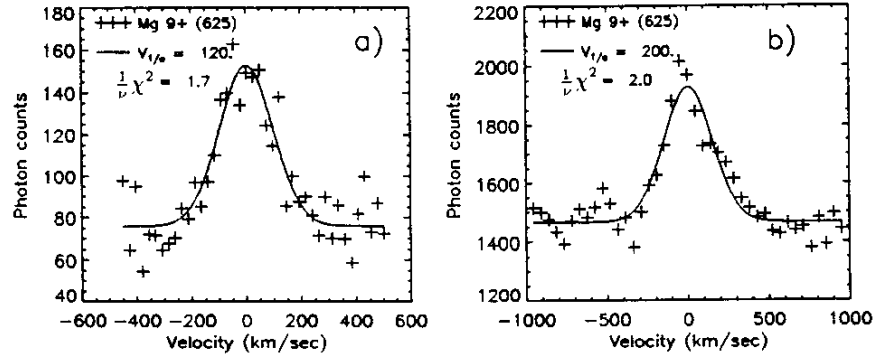 +++ Mg 9+ (625)
V1/e = 120.
1/ν χ² = 1.7
a)
Photon counts
160
140
120
100
80
60
40
−600 −400 −200 0 200 400 600
Velocity (km/sec)
+++ Mg 9+ (625)
V1/e = 200.
1/ν χ² = 2.0
b)
Photon counts
2200
2000
1800
1600
1400
1200
−1000 −500 0 500 1000
Velocity (km/sec)